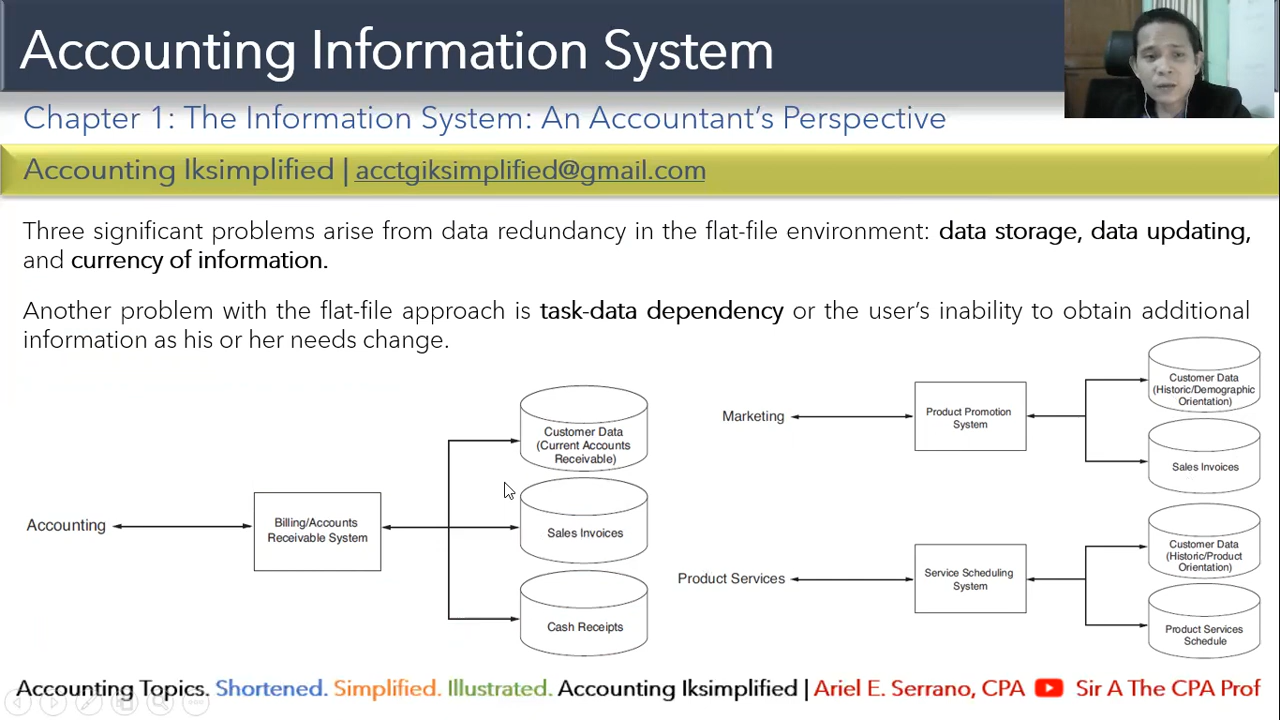 Accounting Information System
Chapter 1: The Information System: An Accountant's Perspective
Accounting Iksimplified | acctgiksimplified@gmail.com
Three significant problems arise from data redundancy in the flat-file environment: data storage, data updating,
and currency of information.
Another problem with the flat-file approach is task-data dependency or the user's inability to obtain additional
information as his or her needs change.
Accounting
Billing/Accounts
Receivable System
Customer Data
(Current Accounts
Receivable)
Sales Invoices
Cash Receipts
Marketing
Product Promotion
System
Customer Data
(Historic/Demographic
Orientation)
Sales Invoices
Product Services
Service Scheduling
System
Customer Data
(Historic/Product
Orientation)
Product Services
Schedule
Accounting Topics. Shortened. Simplified. Illustrated. Accounting Iksimplified | Ariel E. Serrano, CPA Sir A The CPA Prof